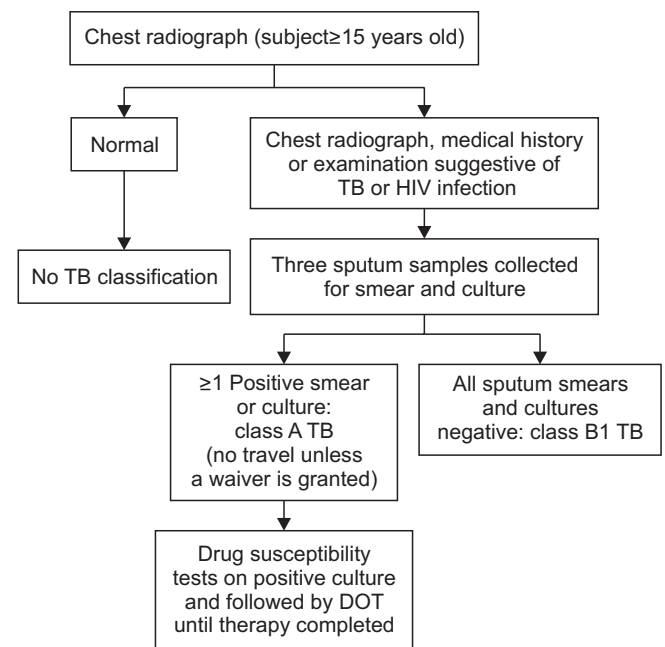 Chest radiograph (subject≥15 years old)
Normal
Chest radiograph, medical history
or examination suggestive of
TB or HIV infection
No TB classification
Three sputum samples collected
for smear and culture
≥1 Positive smear
or culture:
class A TB
(no travel unless
a waiver is granted)
All sputum smears
and cultures
negative: class B1 TB
Drug susceptibility
tests on positive culture
and followed by DOT
until therapy completed